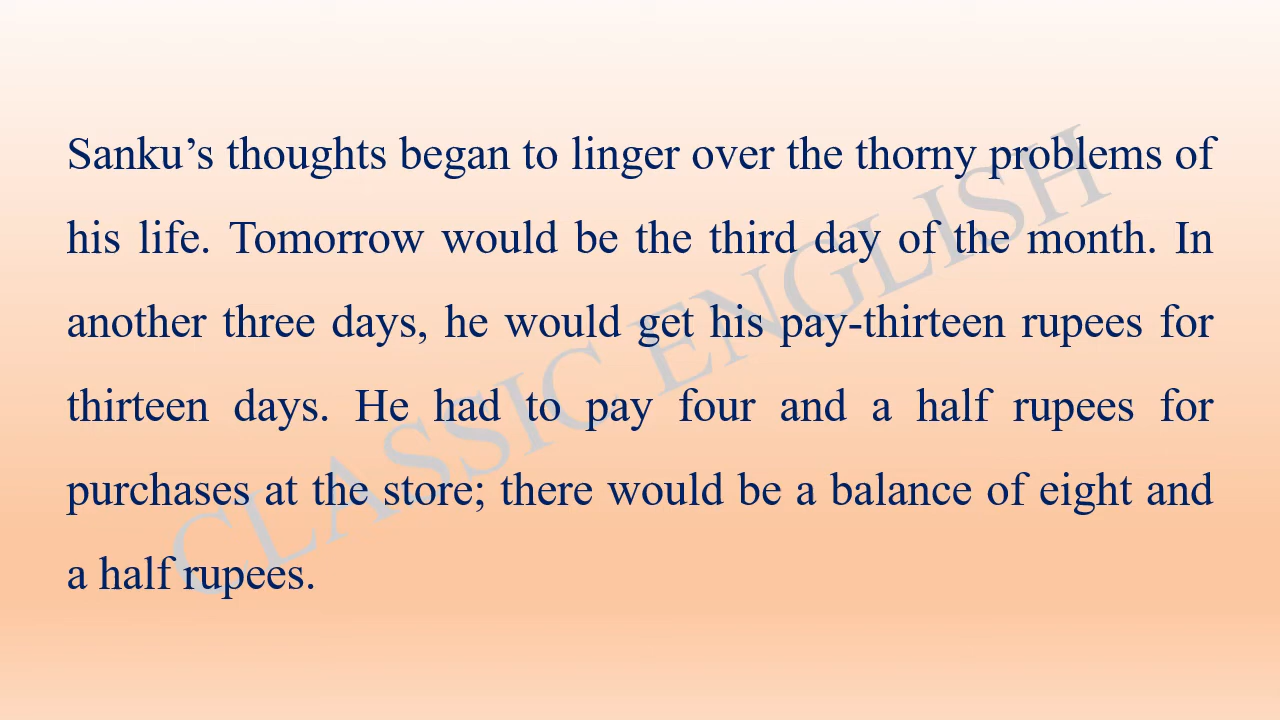 Sanku’s thoughts began to linger over the thorny problems of
his life. Tomorrow would be the third day of the month. In
another three days, he would get his pay-thirteen rupees for
thirteen days. He had to pay four and a half rupees for
purchases at the store; there would be a balance of eight and
a half rupees.
CLASSIC ENGLISH